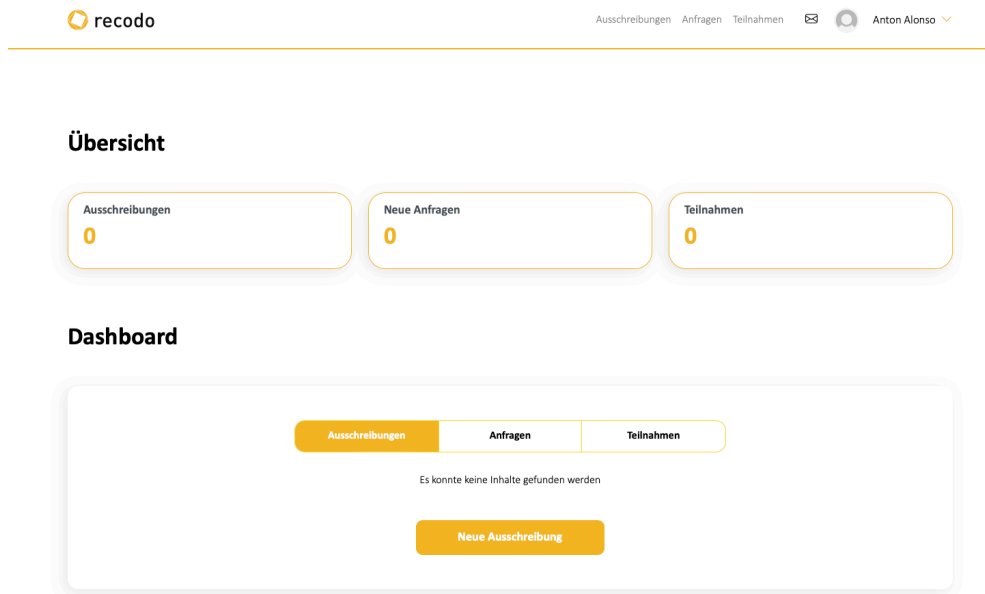 recodo
Ausschreibungen Anfragen Teilnahmen Anton Alonso
Übersicht
Ausschreibungen
0
Neue Anfragen
0
Teilnahmen
0
Dashboard
Ausschreibungen Anfragen Teilnahmen
Es konnte keine Inhalte gefunden werden
Neue Ausschreibung